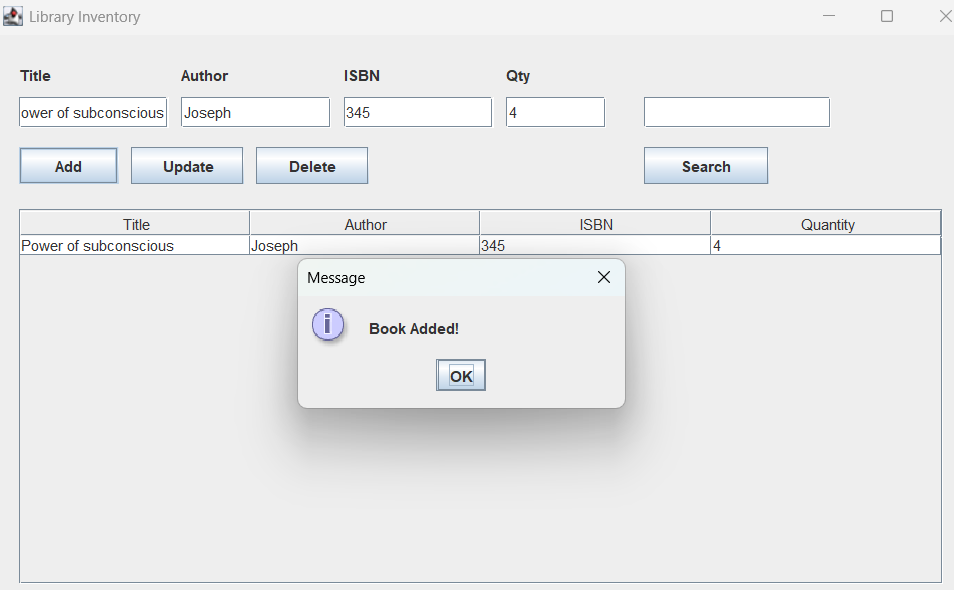 Library Inventory
Title Author ISBN Qty
ower of subconscious Joseph 345 4
Add Update Delete Search
Title Author ISBN Quantity
Power of subconscious Joseph 345 4
Message
i Book Added!
OK